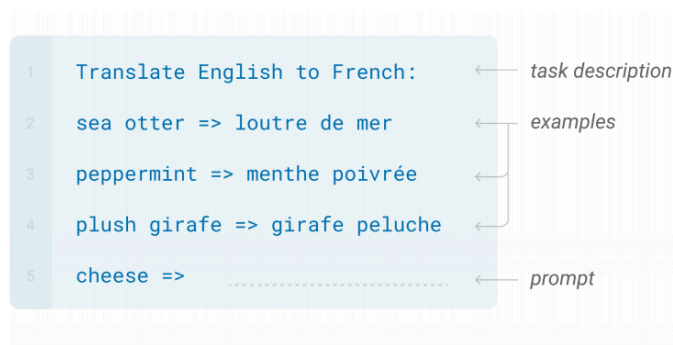 1 Translate English to French: task description
2 sea otter => loutre de mer examples
3 peppermint => menthe poivrée
4 plush girafe => girafe peluche
5 cheese => prompt